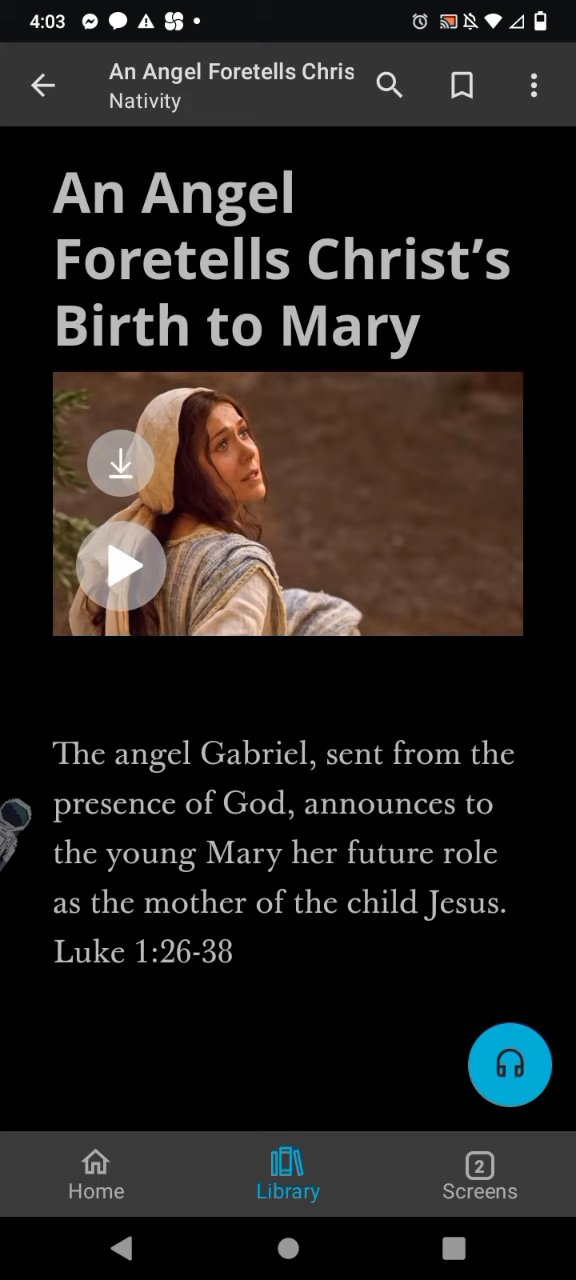 4:03
An Angel Foretells Chris
Nativity
An Angel
Foretells Christ’s
Birth to Mary
The angel Gabriel, sent from the
presence of God, announces to
the young Mary her future role
as the mother of the child Jesus.
Luke 1:26-38
2
Home
Library
Screens